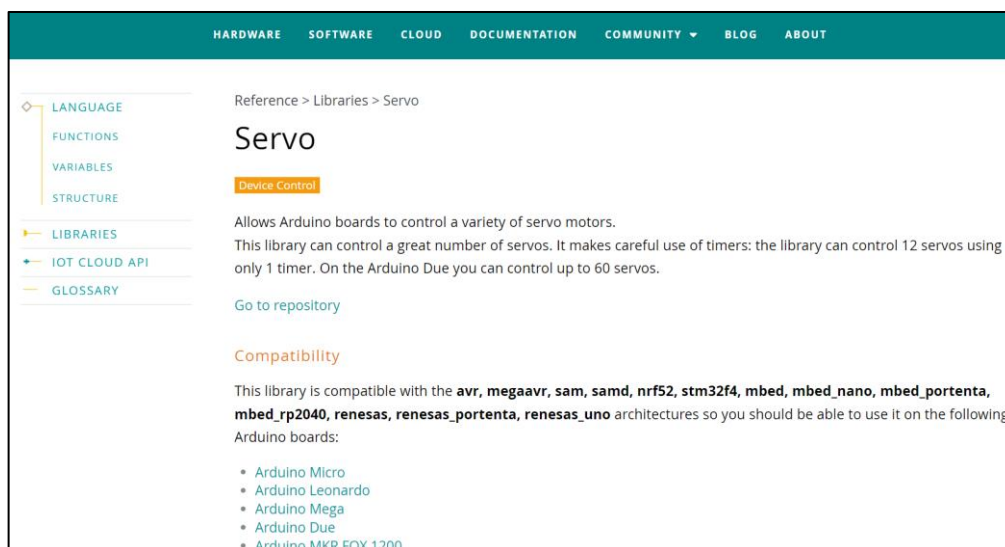 HARDWARE SOFTWARE CLOUD DOCUMENTATION COMMUNITY BLOG ABOUT
LANGUAGE
FUNCTIONS
VARIABLES
STRUCTURE
LIBRARIES
IOT CLOUD API
GLOSSARY
Reference > Libraries > Servo
Servo
Device Control
Allows Arduino boards to control a variety of servo motors.
This library can control a great number of servos. It makes careful use of timers: the library can control 12 servos using
only 1 timer. On the Arduino Due you can control up to 60 servos.
Go to repository
Compatibility
This library is compatible with the avr, megaavr, sam, samd, nrf52, stm32f4, mbed, mbed_nano, mbed_portenta,
mbed_rp2040, renesas, renesas_portenta, renesas_uno architectures so you should be able to use it on the following
Arduino boards:
Arduino Micro
Arduino Leonardo
Arduino Mega
Arduino Due
Arduino MKR FOX 1200